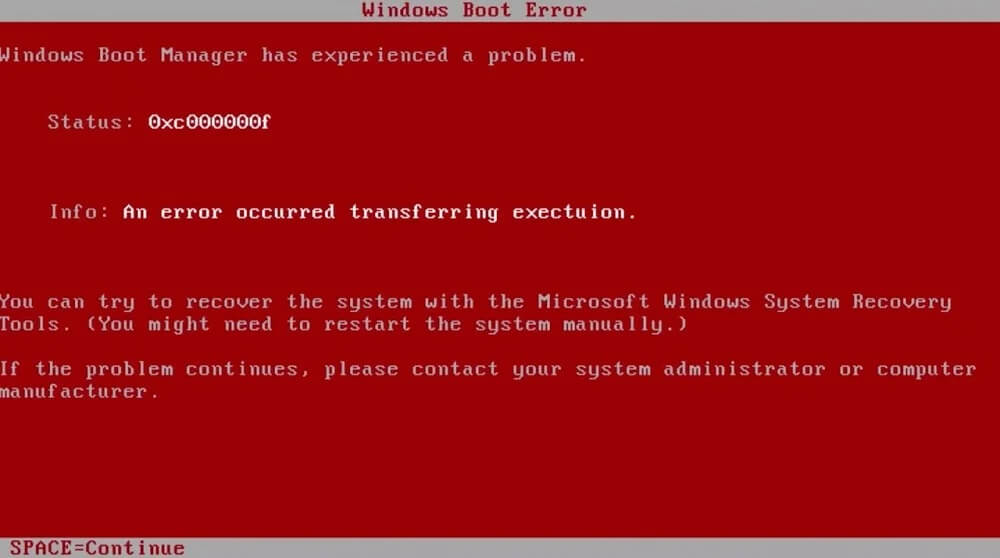 Windows Boot Error
Windows Boot Manager has experienced a problem.
Status: 0xc000000f
Info: An error occurred transferring exectuion.
You can try to recover the system with the Microsoft Windows System Recovery
Tools. (You might need to restart the system manually.)
If the problem continues, please contact your system administrator or computer
manufacturer.
SPACE=Continue